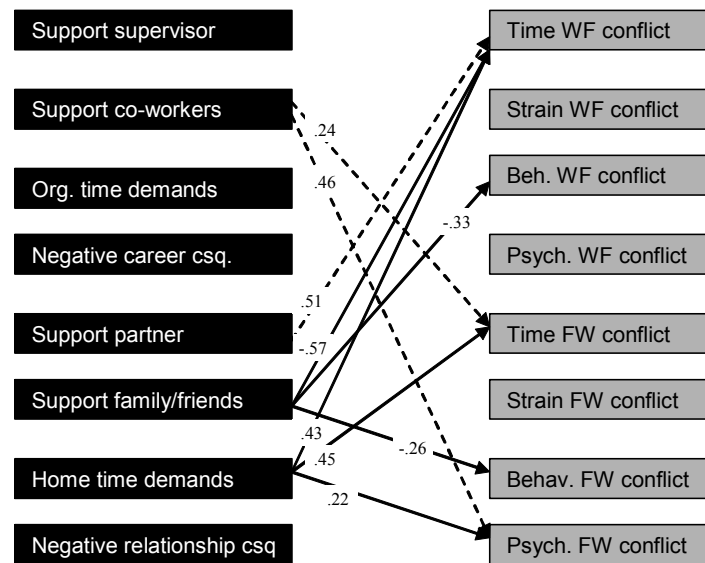 Support supervisor
Time WF conflict
Support co-workers
Strain WF conflict
.24
.46
Org. time demands
Beh. WF conflict
-.33
Negative career csq.
Psych. WF conflict
.51
Support partner
Time FW conflict
-.57
Support family/friends
Strain FW conflict
.43
-.26
.45
Home time demands
Behav. FW conflict
.22
Negative relationship csq
Psych. FW conflict